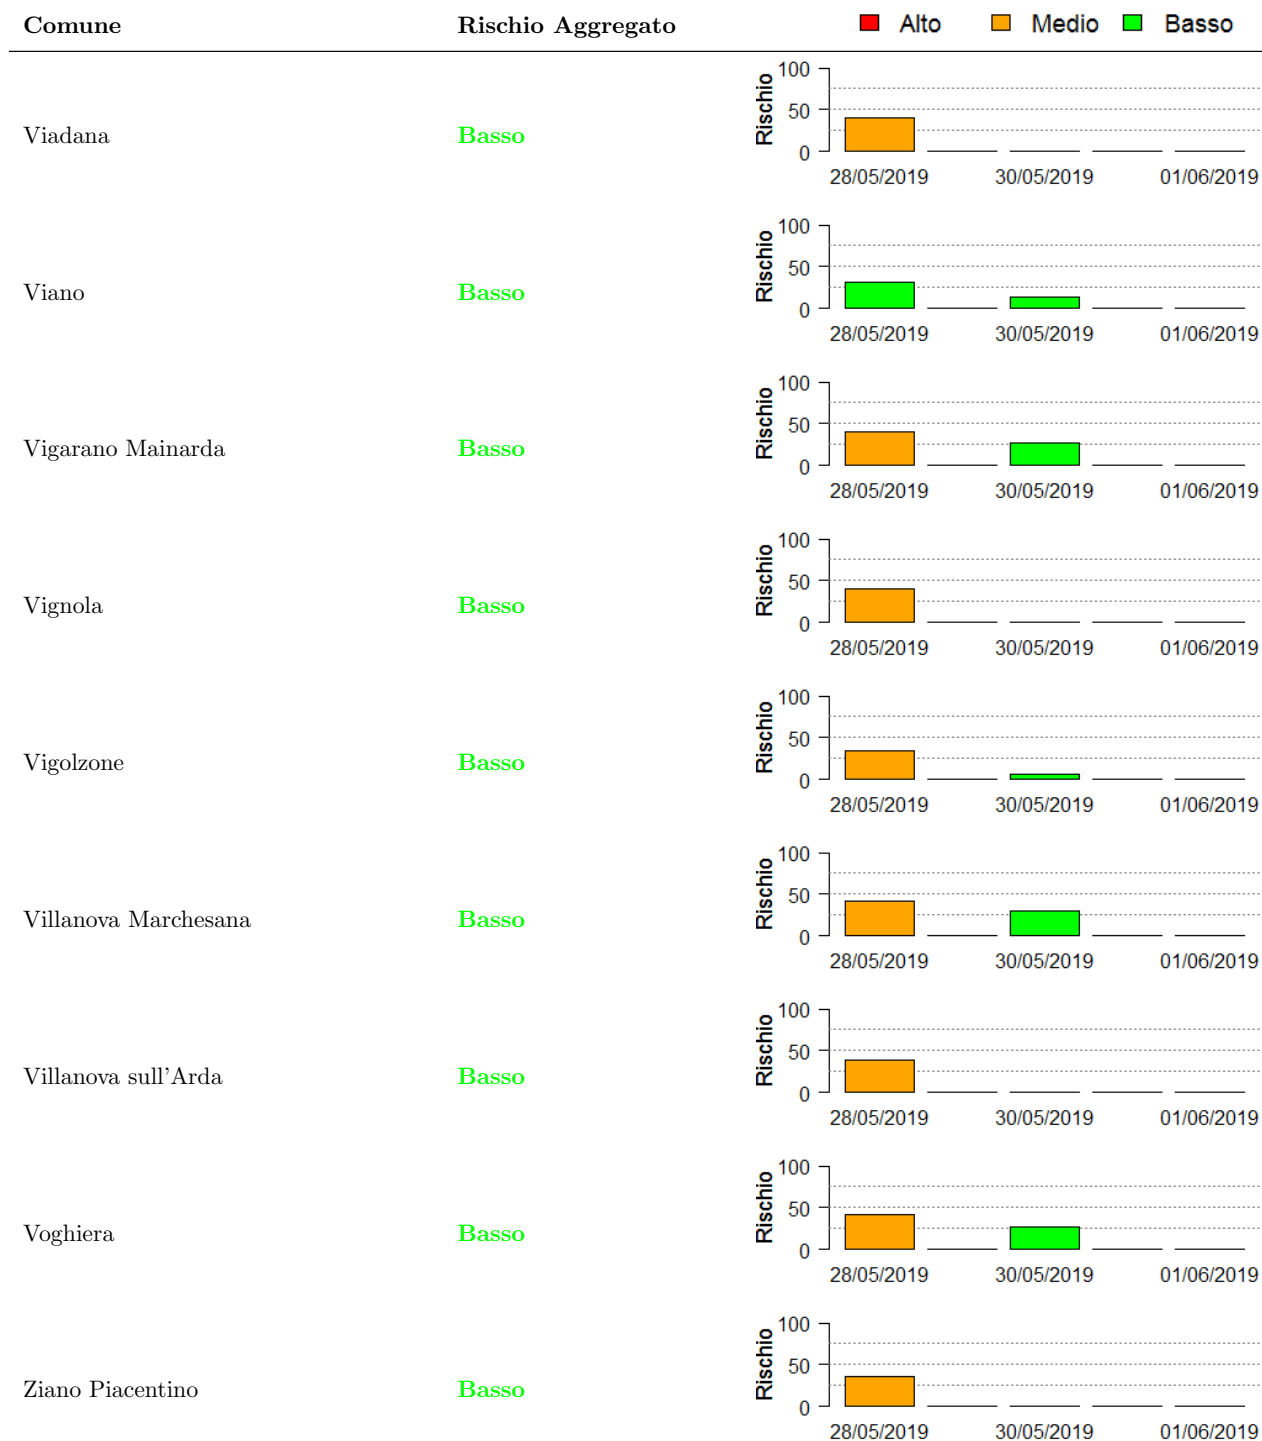 Comune Rischio Aggregato Alto Medio Basso
100
50
0
Rischio
Viadana Basso
28/05/2019 30/05/2019 01/06/2019
100
50
0
Rischio
Viano Basso
28/05/2019 30/05/2019 01/06/2019
100
50
0
Rischio
Vigarano Mainarda Basso
28/05/2019 30/05/2019 01/06/2019
100
50
0
Rischio
Vignola Basso
28/05/2019 30/05/2019 01/06/2019
100
50
0
Rischio
Vigolzone Basso
28/05/2019 30/05/2019 01/06/2019
100
50
0
Rischio
Villanova Marchesana Basso
28/05/2019 30/05/2019 01/06/2019
100
50
0
Rischio
Villanova sull'Arda Basso
28/05/2019 30/05/2019 01/06/2019
100
50
0
Rischio
Voghiera Basso
28/05/2019 30/05/2019 01/06/2019
100
50
0
Rischio
Ziano Piacentino Basso
28/05/2019 30/05/2019 01/06/2019